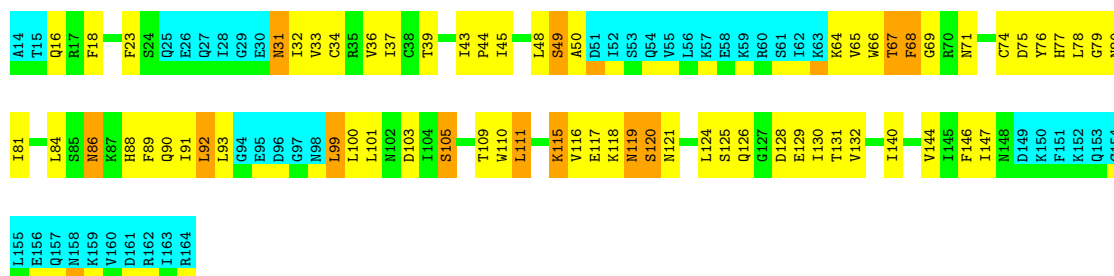 A14 T15 Q16 R17 F18 F23 S24 Q25 E26 Q27 I28 G29 E30 N31 I32 V33 C34 R35 V36 I37 C38 T39 I43 P44 I45 L48 S49 A50 D51 I52 S53 Q54 V55 L56 K57 E58 K59 R60 S61 I62 K63 K64 V65 W66 T67 F68 G69 R70 N71 C74 D75 Y76 H77 L78 G79
I81 L84 S85 N86 K87 H88 F89 Q90 I91 L92 L93 G94 E95 D96 G97 N98 L99 L100 L101 N102 D103 I104 S105 T109 W110 L111 K115 V116 E117 K118 N119 S120 N121 L124 S125 Q126 G127 D128 E129 I130 T131 V132 I140 V144 I145 F146 I147 N148 D149 K150 F151 K152 Q153
L155 E156 Q157 N158 K159 V160 D161 R162 I163 R164